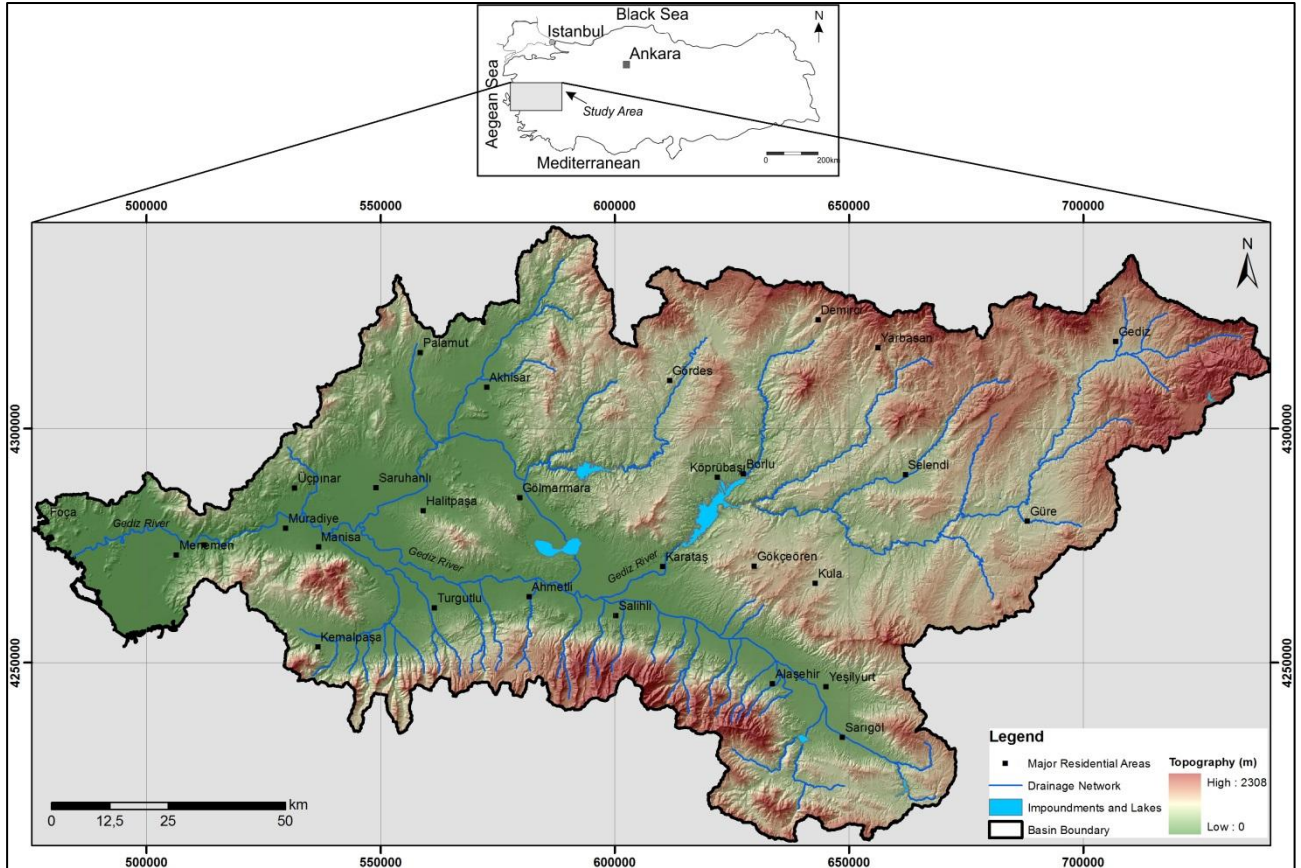 Black Sea
N
Istanbul
Ankara
Aegean Sea
Study Area
Mediterranean
0 200km
500000 550000 600000 650000 700000
N
Demirci
Gediz
Yarbasan
Palamut
Gördes
Akhisar
4300000 4300000
Köprübaşı Borlu
Selendi
Üçpınar Saruhanlı
Gölmarmara
Halitpaşa
Foça
Gediz River
Güre
Muradiye
Menemen
Manisa
Gediz River
Gediz River
Karataş
Gökçeören
Kula
Turgutlu
Ahmetli
Salihli
Kemalpaşa
4250000 4250000
Alaşehir
Yeşilyurt
Sarıgöl
Legend
Major Residential Areas
Drainage Network
Impoundments and Lakes
Basin Boundary
Topography (m)
High : 2308
Low : 0
km
0 12,5 25 50
500000 550000 600000 650000 700000